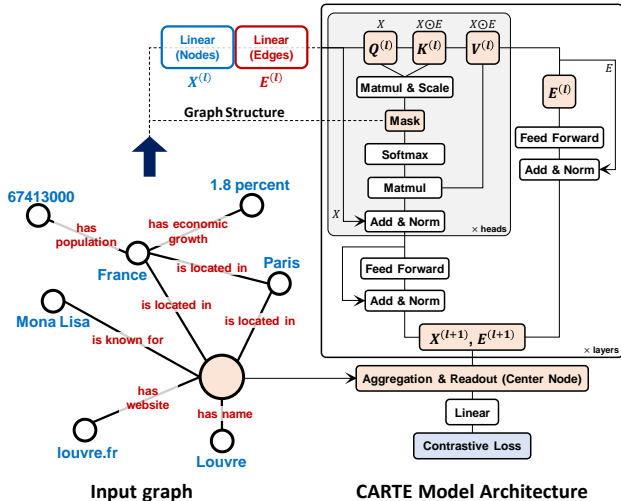 Linear
(Nodes)
Linear
(Edges)
X^(l)
E^(l)
Graph Structure
X
X⊙E
X⊙E
Q^(l)
K^(l)
V^(l)
E
E^(l)
Matmul & Scale
Mask
Softmax
Matmul
X
Add & Norm
× heads
Feed Forward
Add & Norm
Feed Forward
Add & Norm
X^(l+1), E^(l+1)
× layers
Aggregation & Readout (Center Node)
Linear
Contrastive Loss
67413000
1.8 percent
has
population
has economic
growth
France
is located in
Paris
is located in
is located in
Mona Lisa
is known for
has
website
has name
louvre.fr
Louvre
Input graph
CARTE Model Architecture